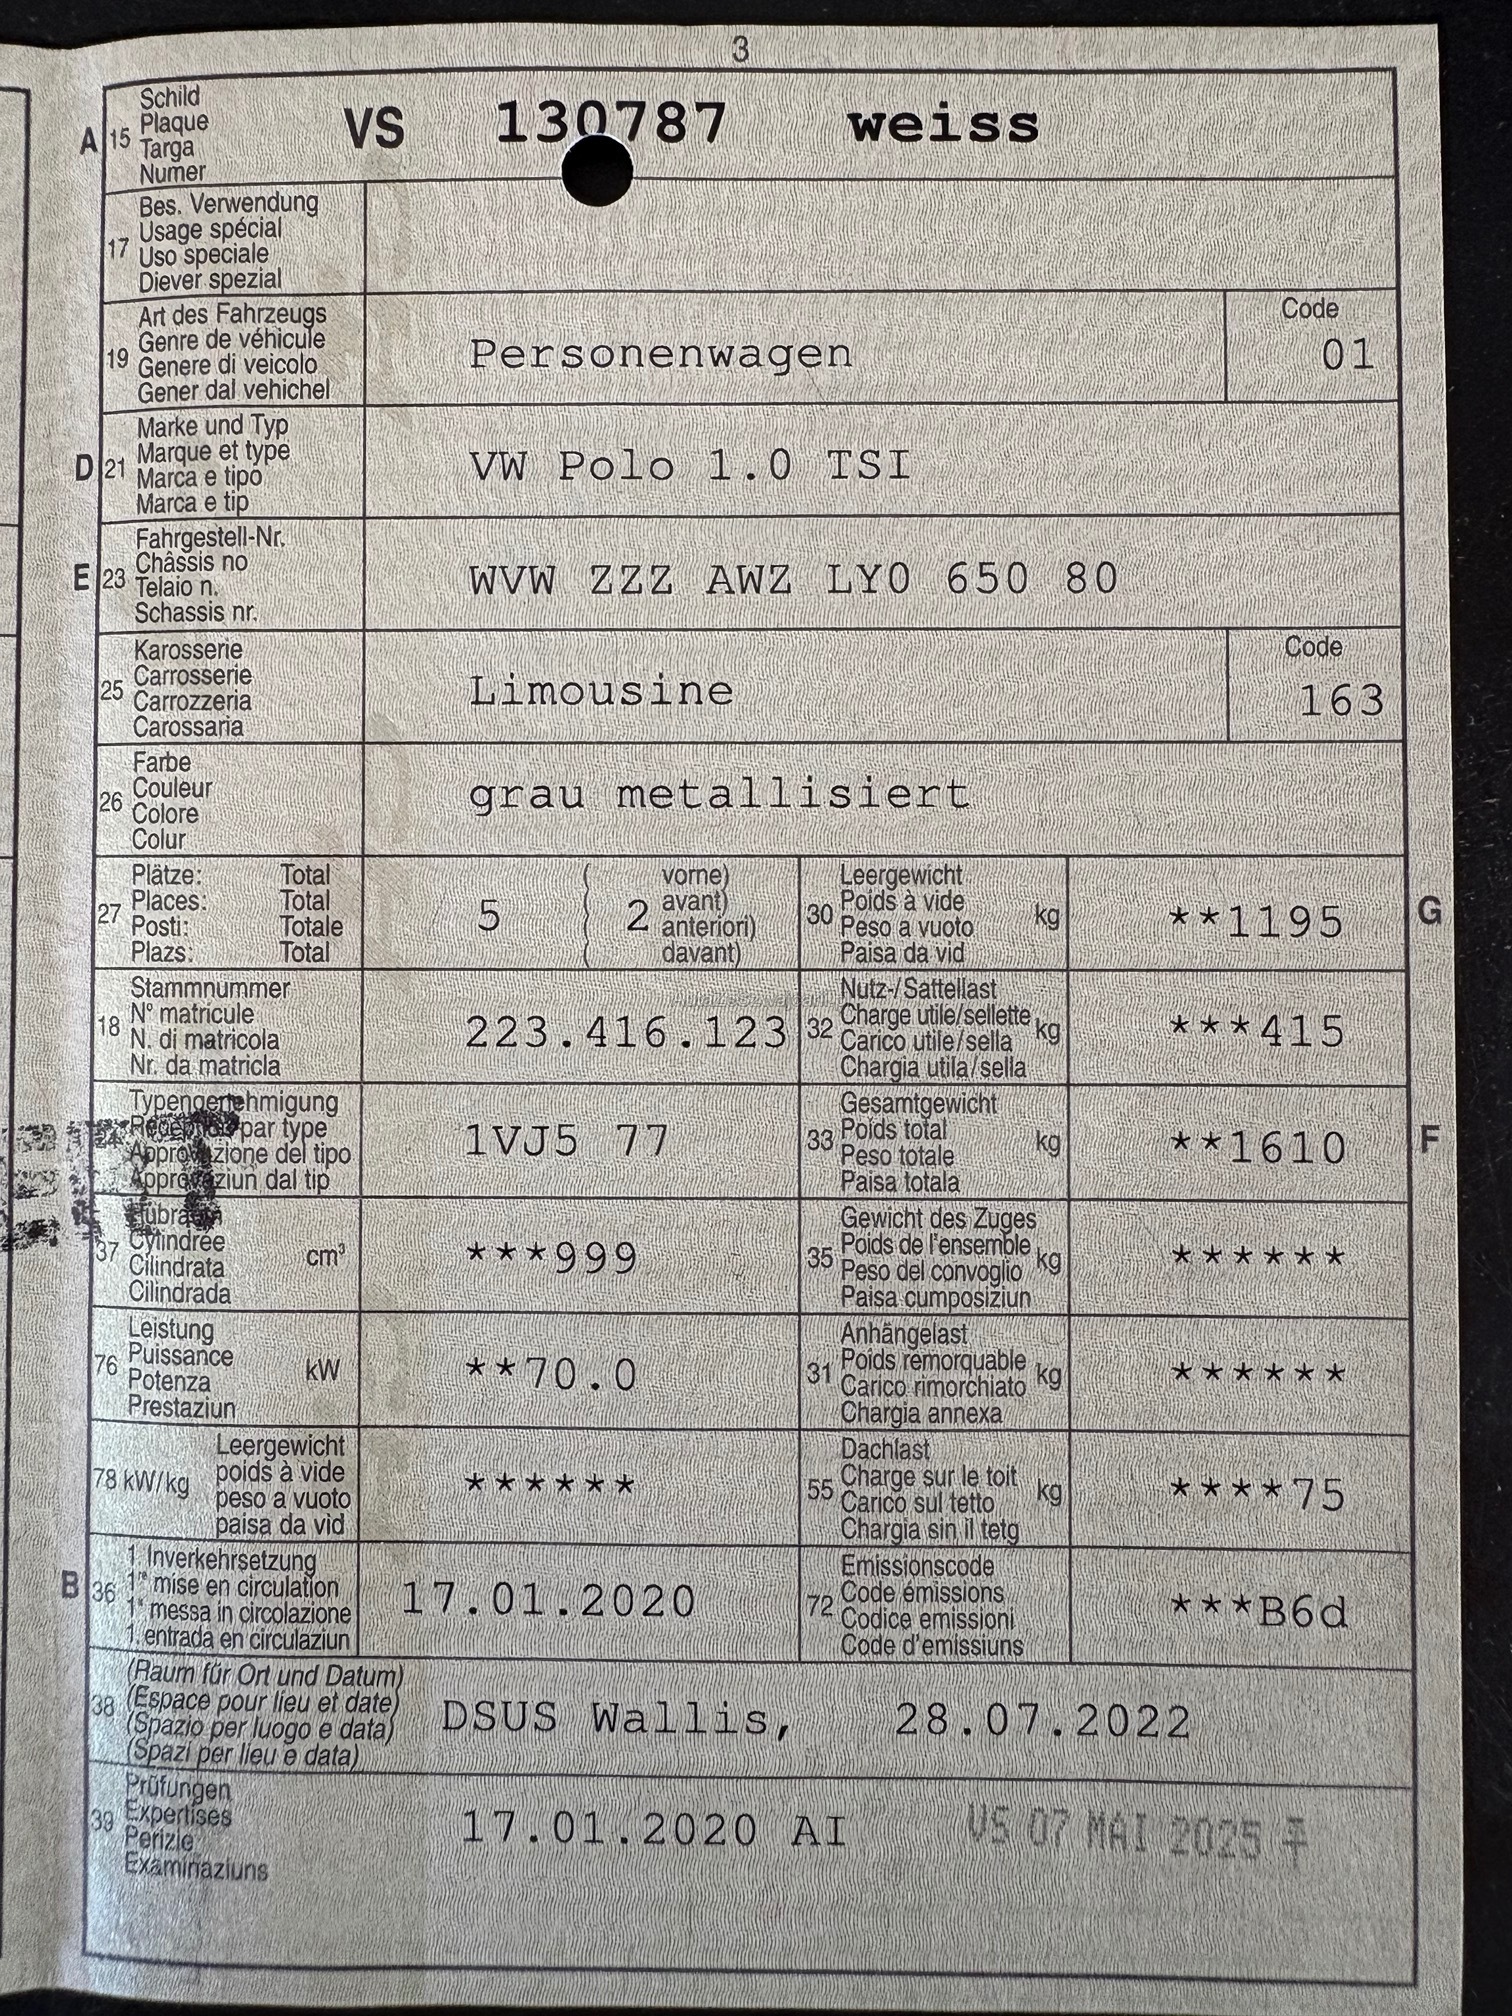 3
A 15 Schild
Plaque
Targa
Numer
VS 130787 weiss
17 Bes. Verwendung
Usage spécial
Uso speciale
Diever spezial
19 Art des Fahrzeugs
Genre de véhicule
Genere di veicolo
Gener dal vehichel
Personenwagen
Code
01
D 21 Marke und Typ
Marque et type
Marca e tipo
Marca e tip
VW Polo 1.0 TSI
E 23 Fahrgestell-Nr.
Châssis no
Telaio n.
Schassis nr.
WVW ZZZ AWZ LY0 650 80
25 Karosserie
Carrosserie
Carrozzeria
Carossaria
Limousine
Code
163
26 Farbe
Couleur
Colore
Colur
grau metallisiert
27 Plätze: Total
Places: Total
Posti: Totale
Plazs: Total
5
( vorne)
( 2 avant)
( anteriori)
( davant)
30 Leergewicht
Poids à vide
Peso a vuoto
Paisa da vid
kg
**1195
G
18 Stammnummer
N° matricule
N. di matricola
Nr. da matricla
223.416.123
32 Nutz-/Sattellast
Charge utile/sellette
Carico utile/sella
Chargia utila/sella
kg
***415
Typengenehmigung
Réception par type
Approvazione del tipo
Approvaziun dal tip
1VJ5 77
33 Gesamtgewicht
Poids total
Peso totale
Paisa totala
kg
**1610
F
37 Hubraum
Cylindrée
Cilindrata
Cilindrada
cm³
***999
35 Gewicht des Zuges
Poids de l'ensemble
Peso del convoglio
Paisa cumposiziun
kg
******
76 Leistung
Puissance
Potenza
Prestaziun
kW
**70.0
31 Anhängelast
Poids remorquable
Carico rimorchiato
Chargia annexa
kg
******
78 kW/kg Leergewicht
poids à vide
peso a vuoto
paisa da vid
******
55 Dachlast
Charge sur le toit
Carico sul tetto
Chargia sin il tetg
kg
****75
B 36 1. Inverkehrsetzung
1re mise en circulation
1a messa in circolazione
1. entrada en circulaziun
17.01.2020
72 Emissionscode
Code émissions
Codice emissioni
Code d'emissiuns
***B6d
38 (Raum für Ort und Datum)
(Espace pour lieu et date)
(Spazio per luogo e data)
(Spazi per lieu e data)
DSUS Wallis, 28.07.2022
39 Prüfungen
Expertises
Perizie
Examinaziuns
17.01.2020 AI
VS 07 MAI 2025